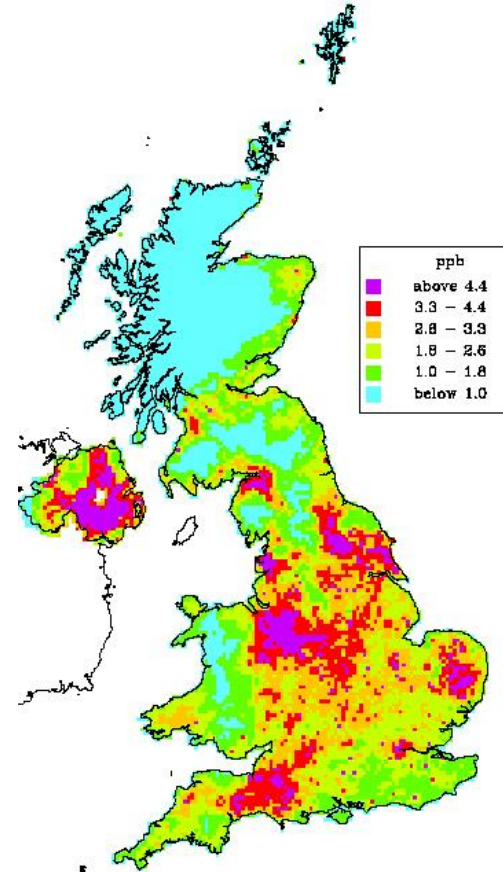 ppb
above 4.4
3.3 – 4.4
2.6 – 3.3
1.8 – 2.6
1.0 – 1.8
below 1.0